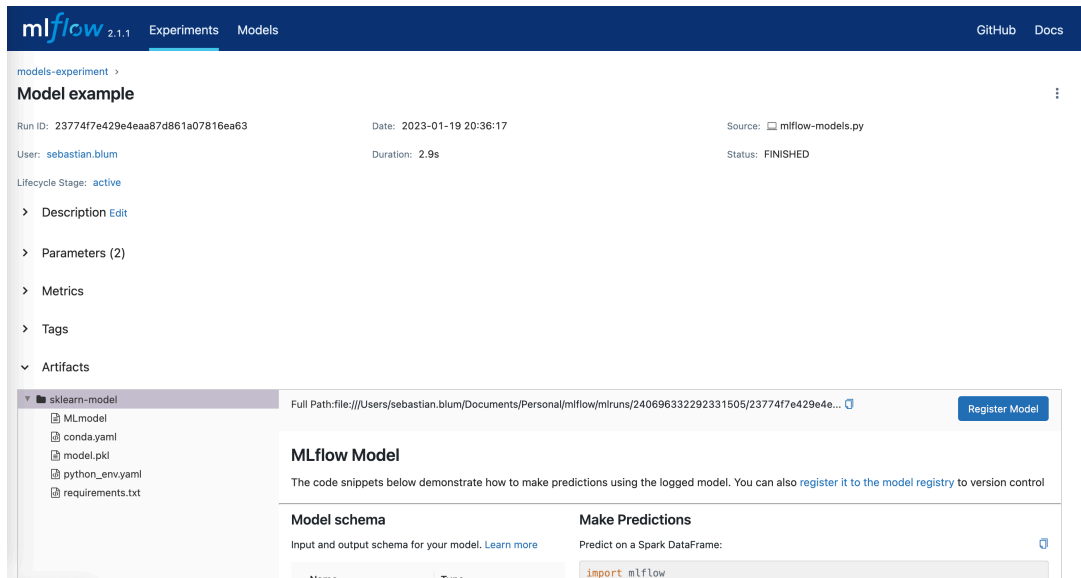 mlflow 2.1.1 Experiments Models GitHub Docs
models-experiment ›
Model example
Run ID: 23774f7e429e4eaa87d861a07816ea63 Date: 2023-01-19 20:36:17 Source: mlflow-models.py
User: sebastian.blum Duration: 2.9s Status: FINISHED
Lifecycle Stage: active
Description Edit
Parameters (2)
Metrics
Tags
Artifacts
sklearn-model
MLmodel
conda.yaml
model.pkl
python_env.yaml
requirements.txt
Full Path:file:///Users/sebastian.blum/Documents/Personal/mlflow/mlruns/240696332292331505/23774f7e429e4e... Register Model
MLflow Model
The code snippets below demonstrate how to make predictions using the logged model. You can also register it to the model registry to version control
Model schema
Input and output schema for your model. Learn more
Name Type
Make Predictions
Predict on a Spark DataFrame:
import mlflow